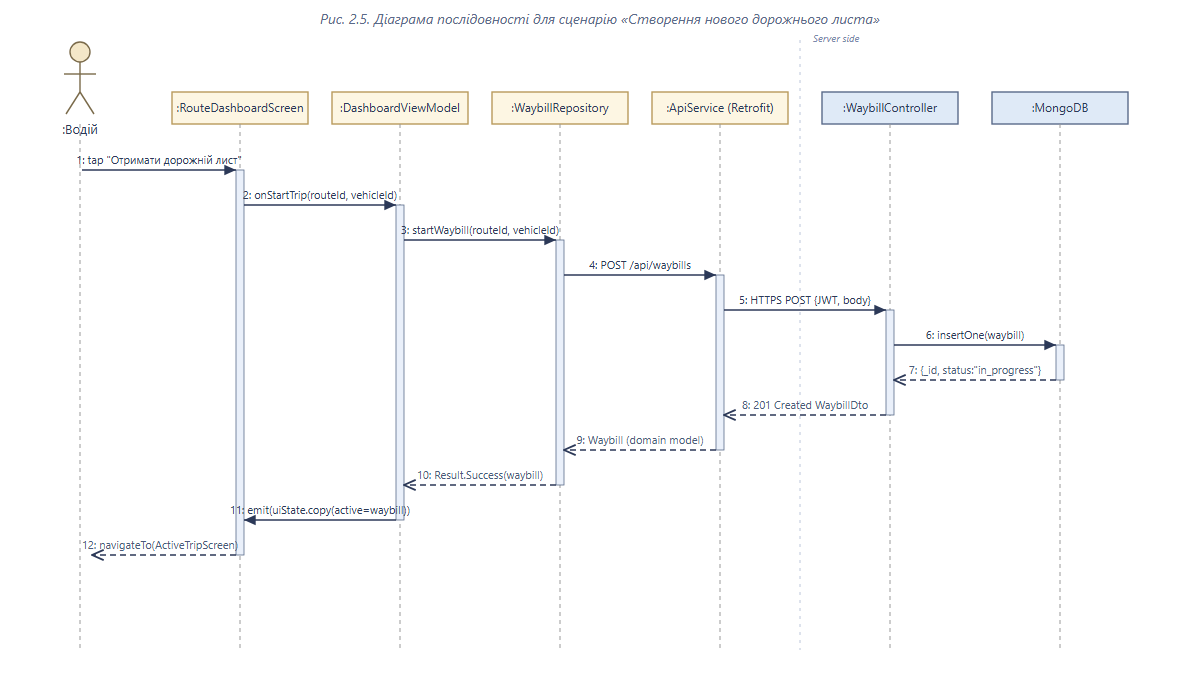 Рис. 2.5. Діаграма послідовності для сценарію «Створення нового дорожнього листа»
Server side
:Водій
:RouteDashboardScreen
:DashboardViewModel
:WaybillRepository
:ApiService (Retrofit)
:WaybillController
:MongoDB
1: tap "Отримати дорожній лист"
2: onStartTrip(routeId, vehicleId)
3: startWaybill(routeId, vehicleId)
4: POST /api/waybills
5: HTTPS POST {JWT, body}
6: insertOne(waybill)
7: {_id, status:"in_progress"}
8: 201 Created WaybillDto
9: Waybill (domain model)
10: Result.Success(waybill)
11: emit(uiState.copy(active=waybill))
12: navigateTo(ActiveTripScreen)